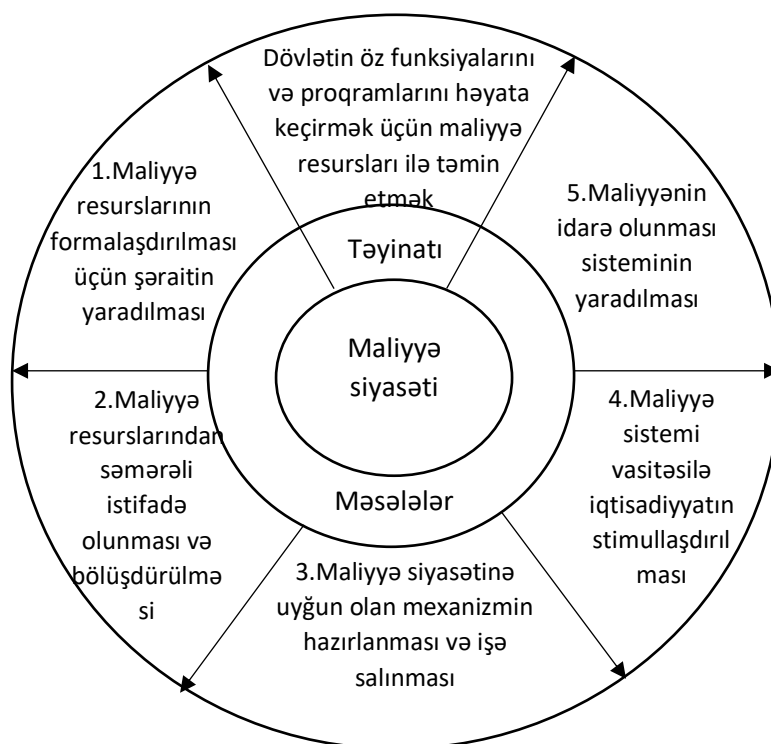 Dövlətin öz funksiyalarını
və proqramlarını həyata
keçirmək üçün maliyyə
resursları ilə təmin
etmək
1.Maliyyə
resurslarının
formalaşdırılması
üçün şəraitin
yaradılması
5.Maliyyənin
idarə olunması
sisteminin
yaradılması
Təyinatı
Maliyyə
siyasəti
Məsələlər
2.Maliyyə
resurslarından
səmərəli
istifadə
olunması və
bölüşdürülmə
si
4.Maliyyə
sistemi
vasitəsilə
iqtisadiyyatın
stimullaşdırıl
ması
3.Maliyyə siyasətinə
uyğun olan mexanizmin
hazırlanması və işə
salınması